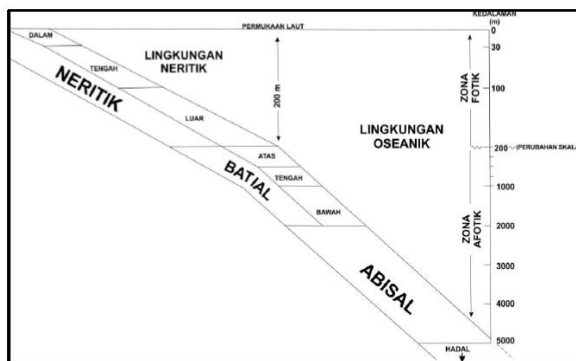 KEDALAMAN
(m)
PERMUKAAN LAUT
0
DALAM
30
LINGKUNGAN
NERITIK
TENGAH
NERITIK
200 m
ZONA
FOTIK
100
LUAR
LINGKUNGAN
OSEANIK
200
(PERUBAHAN SKALA
ATAS
BATIAL
TENGAH
1000
BAWAH
2000
ZONA
AFOTIK
ABISAL
3000
4000
5000
HADAL